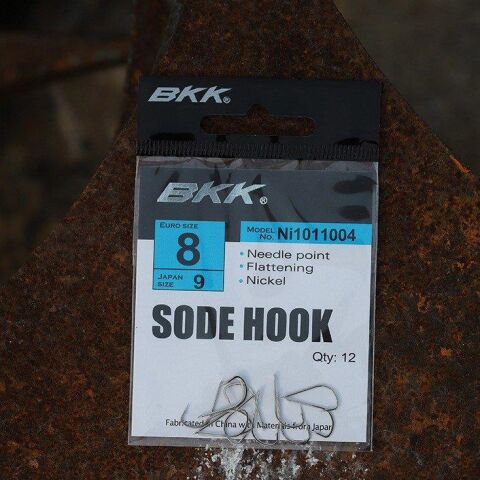 BKK®
BKK®
EURO SIZE
8
JAPAN SIZE 9
MODEL No. Ni1011004
• Needle point
• Flattening
• Nickel
SODE HOOK
Qty: 12
Fabricated in China with Materials from Japan